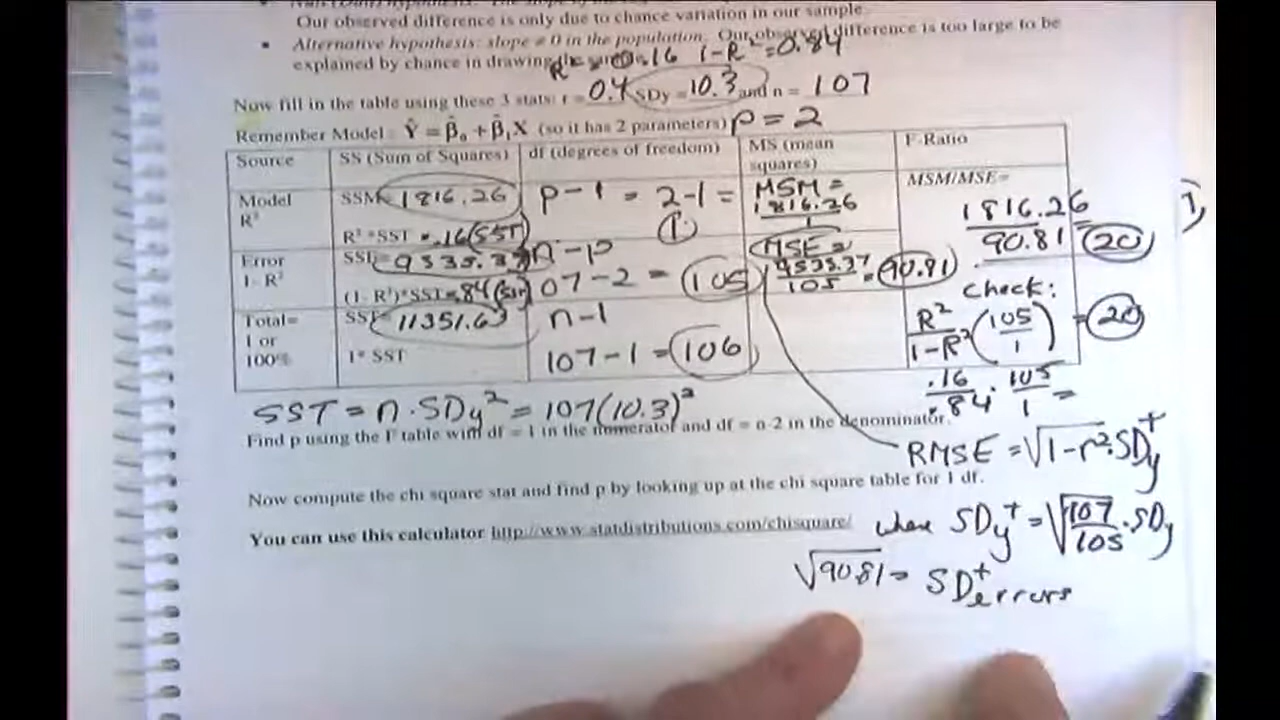 Our observed difference is only due to chance variation in our sample.
• Alternative hypothesis: slope ≠ 0 in the population. Our observed difference is too large to be
explained by chance in drawing the
.16 1-R² = 0.84
Now fill in the table using these 3 stats: r = 0.4 SDy = 10.3 and n = 107
Remember Model: Ŷ = β̂₀ + β̂₁X (so it has 2 parameters) p = 2
Source SS (Sum of Squares) df (degrees of freedom) MS (mean squares) F-Ratio
Model R² SSM= 1816.26 p-1 = 2-1 = 1 MSM = 1816.26/1 MSM/MSE=
R²*SST = .16(SST) 1816.26/90.81 = 20
Error 1- R² n-p MSE =
(1- R²)*SST = .84(SST) 07-2 = 105 /105 = 90.81
check:
R²/1-R² (105/1) = 20
Total= 1 or 100% SST= 11351.63 n-1
1* SST 107-1 = 106
.16/.84 · 105/1 =
SST = n·SDy² = 107(10.3)²
Find p using the F table with df = 1 in the numerator and df = n-2 in the denominator.
RMSE = √1-r²·SDy⁺
Now compute the chi square stat and find p by looking up at the chi square table for 1 df.
You can use this calculator http://www.statdistributions.com/chisquare/
where SDy⁺ = √107/105 · SDy
√90.81 = SD⁺errors